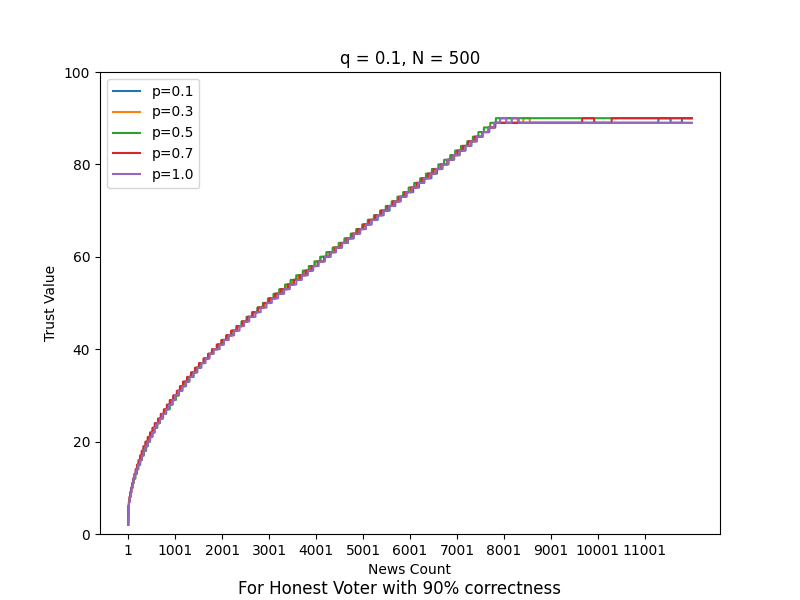 q = 0.1, N = 500
100
80
60
40
20
0
Trust Value
p=0.1
p=0.3
p=0.5
p=0.7
p=1.0
1 1001 2001 3001 4001 5001 6001 7001 8001 9001 10001 11001
News Count
For Honest Voter with 90% correctness